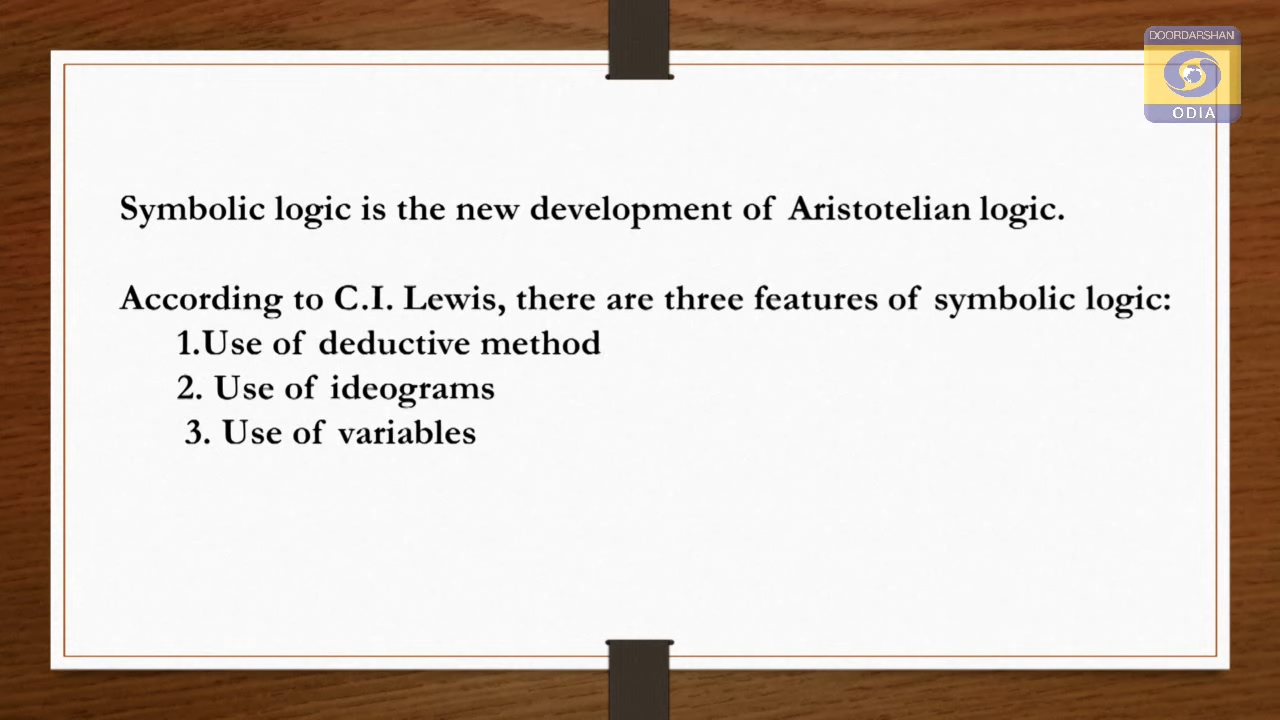 DOORDARSHAN
ODIA
Symbolic logic is the new development of Aristotelian logic.
According to C.I. Lewis, there are three features of symbolic logic:
1.Use of deductive method
2. Use of ideograms
3. Use of variables